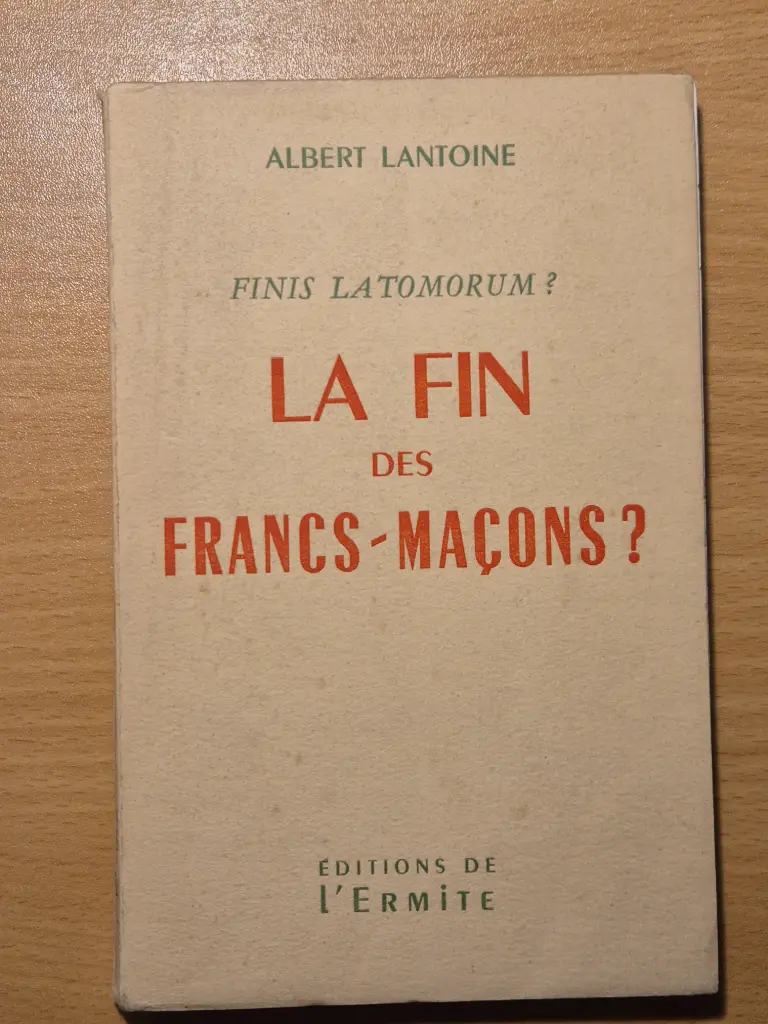 ALBERT LANTOINE
FINIS LATOMORUM ?
LA FIN
DES
FRANCS-MAÇONS ?
ÉDITIONS DE
L'ERMITE